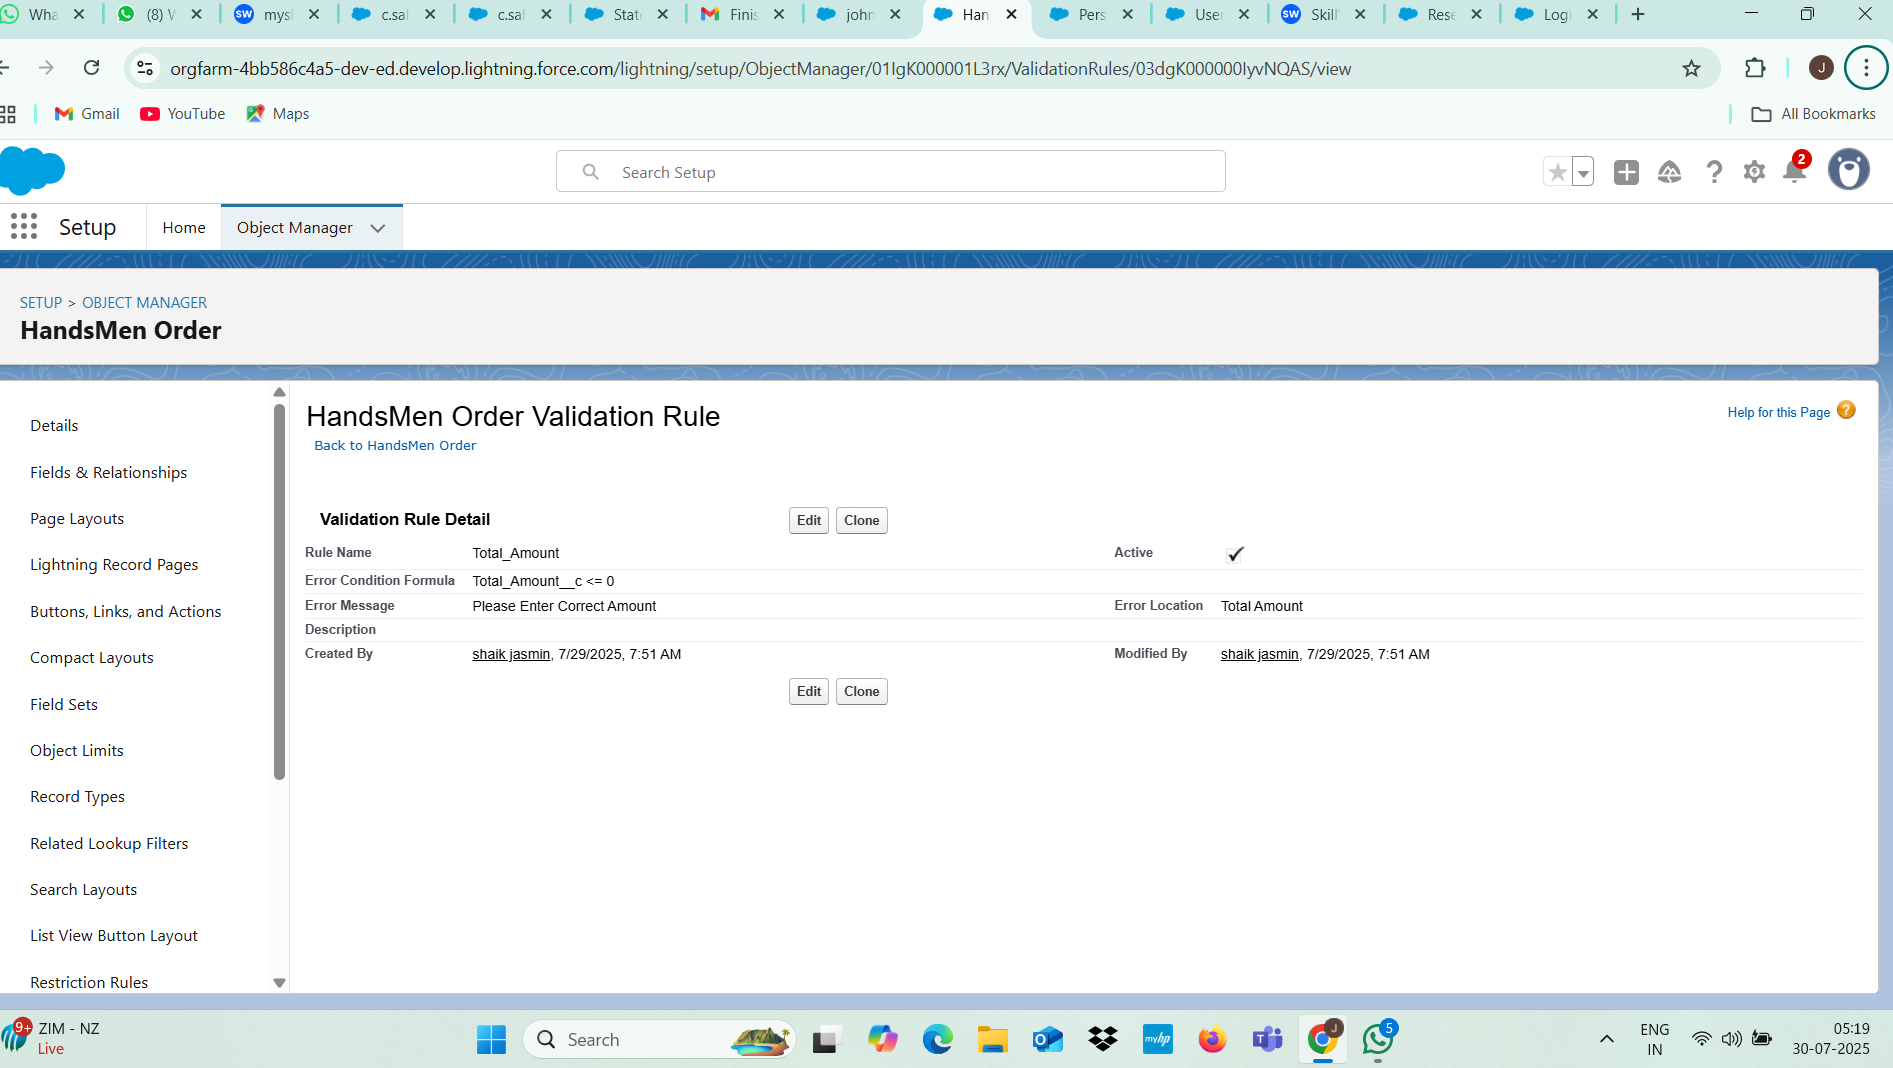 Wha
(8) W
SW
mysl
c.sal
c.sal
Stat
Finis
john
Han
Pers
User
SW
Skill
Rese
Logi
orgfarm-4bb586c4a5-dev-ed.develop.lightning.force.com/lightning/setup/ObjectManager/01IgK000001L3rx/ValidationRules/03dgK000000IyvNQAS/view
J
Gmail
YouTube
Maps
All Bookmarks
Search Setup
2
Setup
Home
Object Manager
SETUP > OBJECT MANAGER
HandsMen Order
Details
Fields & Relationships
Page Layouts
Lightning Record Pages
Buttons, Links, and Actions
Compact Layouts
Field Sets
Object Limits
Record Types
Related Lookup Filters
Search Layouts
List View Button Layout
Restriction Rules
HandsMen Order Validation Rule
Help for this Page
Back to HandsMen Order
Validation Rule Detail
Edit Clone
Rule Name Total_Amount Active
Error Condition Formula Total_Amount__c <= 0
Error Message Please Enter Correct Amount Error Location Total Amount
Description
Created By shaik jasmin, 7/29/2025, 7:51 AM Modified By shaik jasmin, 7/29/2025, 7:51 AM
Edit Clone
9+
ZIM - NZ
Live
Search
myhp
J
5
ENG
IN
05:19
30-07-2025